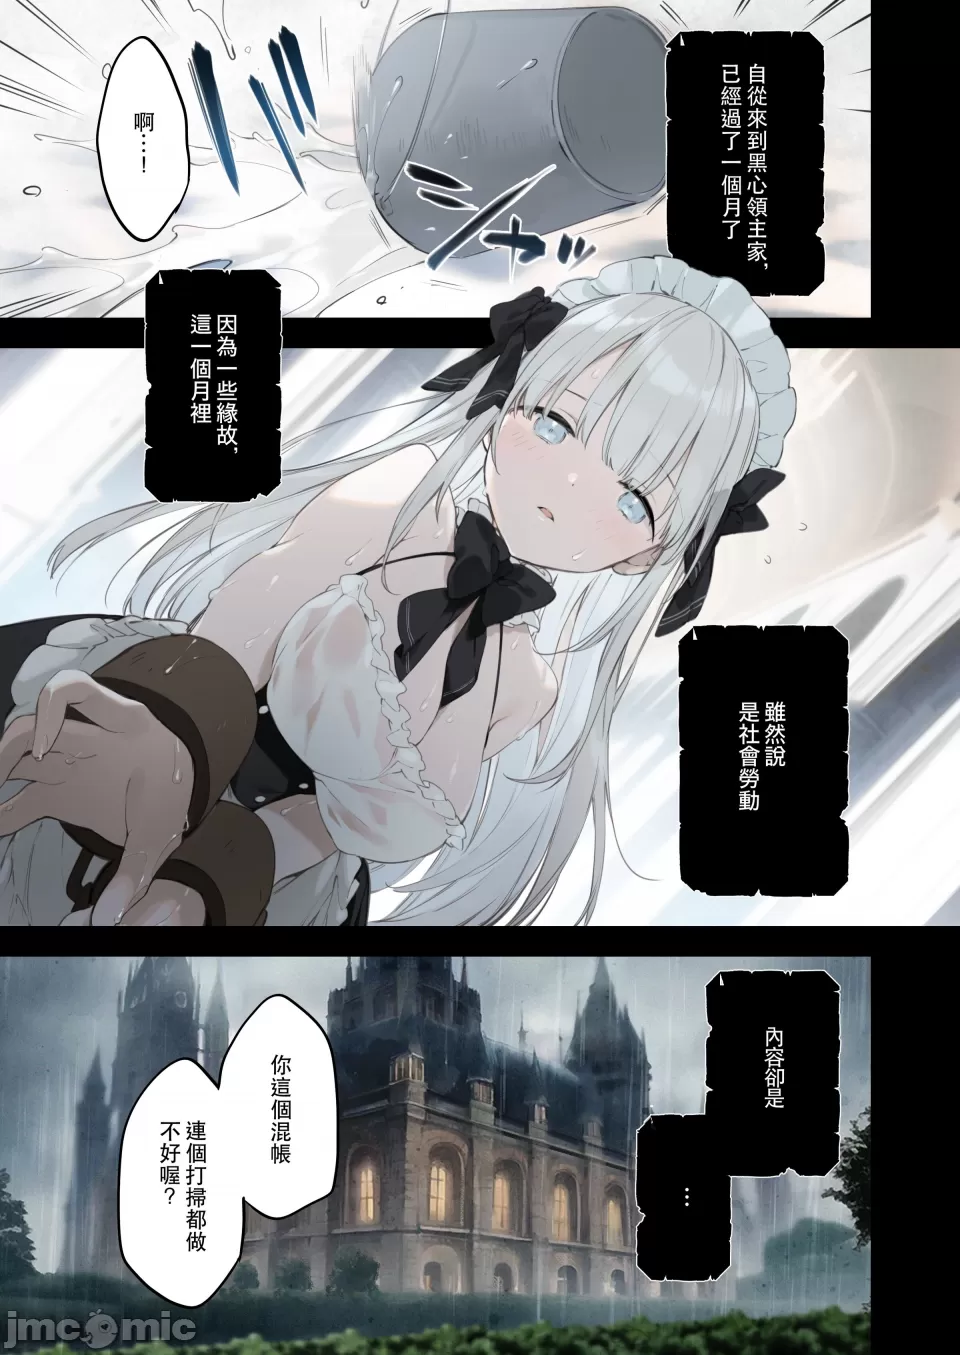 自從來到黑心領主家,
已經過了一個月了
啊…!
バシャッ
因為一些緣故,
這一個月裡
雖然說
是社會勞動
內容卻是
…
你這個混帳
連個打掃都做
不好喔?
jmcomic